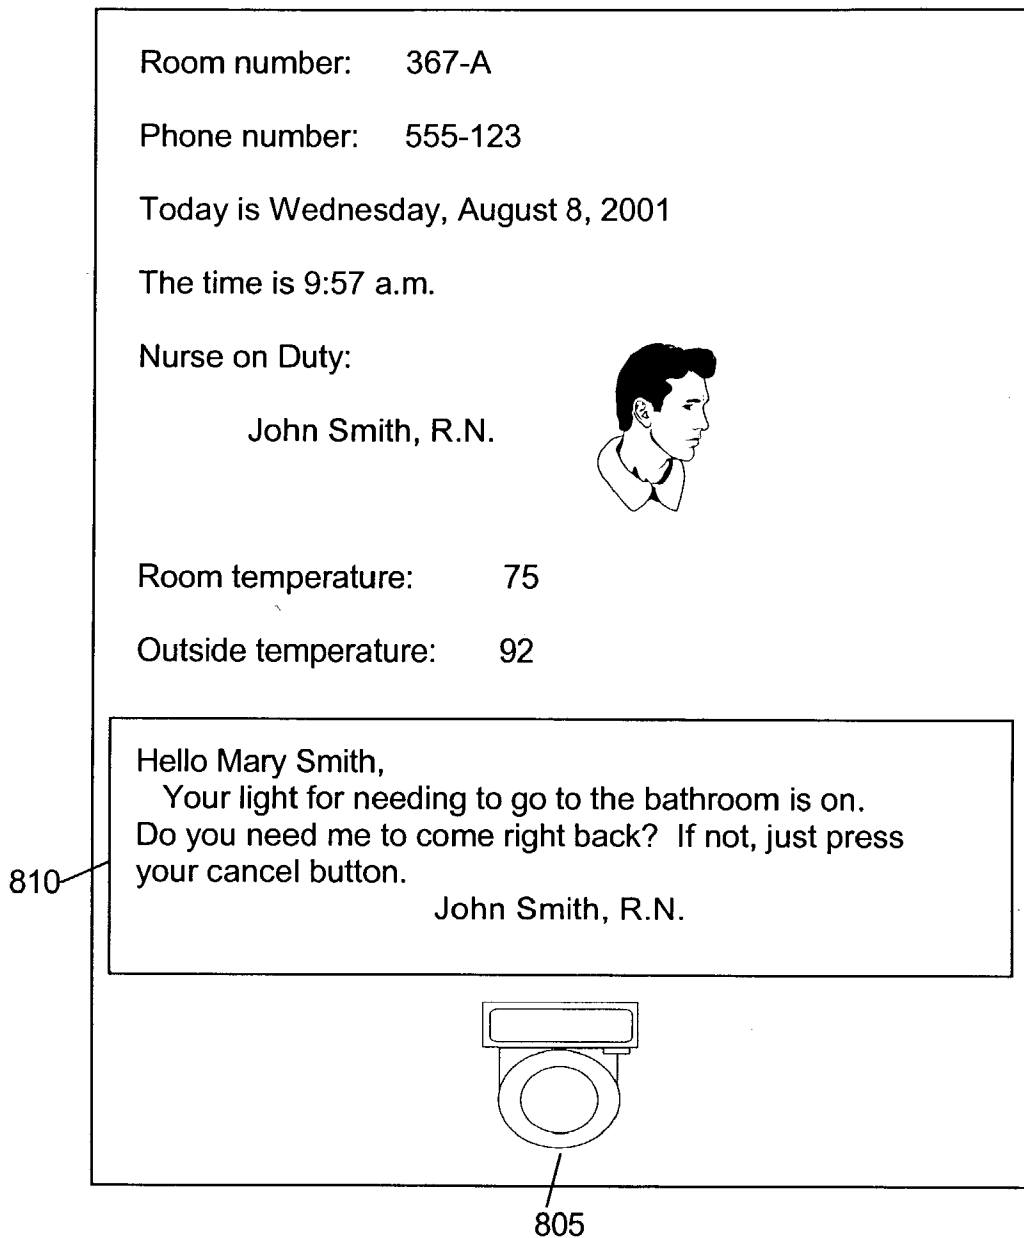 Room number: 367-A
Phone number: 555-123
Today is Wednesday, August 8, 2001
The time is 9:57 a.m.
Nurse on Duty:
John Smith, R.N.
Room temperature: 75
Outside temperature: 92
Hello Mary Smith,
Your light for needing to go to the bathroom is on.
Do you need me to come right back? If not, just press
your cancel button.
810
John Smith, R.N.
805